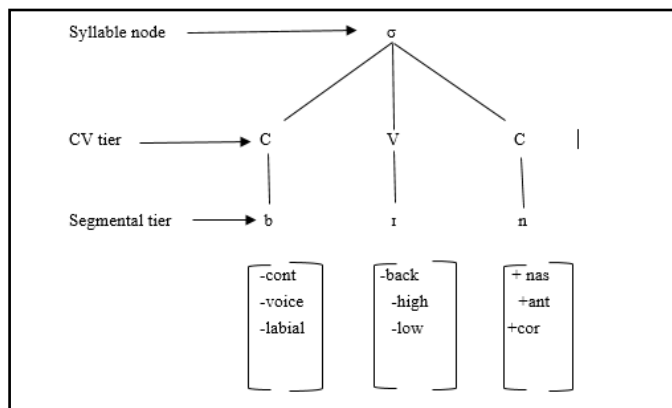 Syllable node σ
CV tier C V C |
Segmental tier b ɪ n
-cont -back + nas
-voice -high +ant
-labial -low +cor